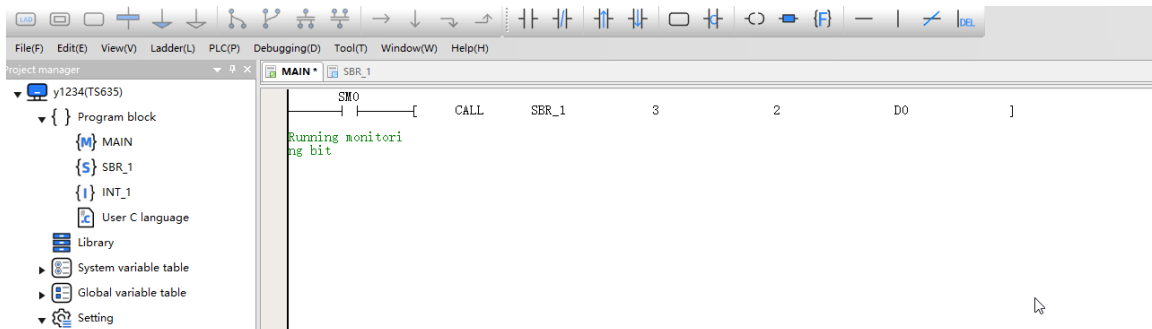 LAD
{F}
DEL
File(F) Edit(E) View(V) Ladder(L) PLC(P) Debugging(D) Tool(T) Window(W) Help(H)
Project manager
MAIN * SBR_1
y1234(TS635)
{ } Program block
{M} MAIN
{S} SBR_1
{I} INT_1
.c User C language
Library
System variable table
Global variable table
Setting
SM0
[ CALL SBR_1 3 2 D0 ]
Running monitori
ng bit